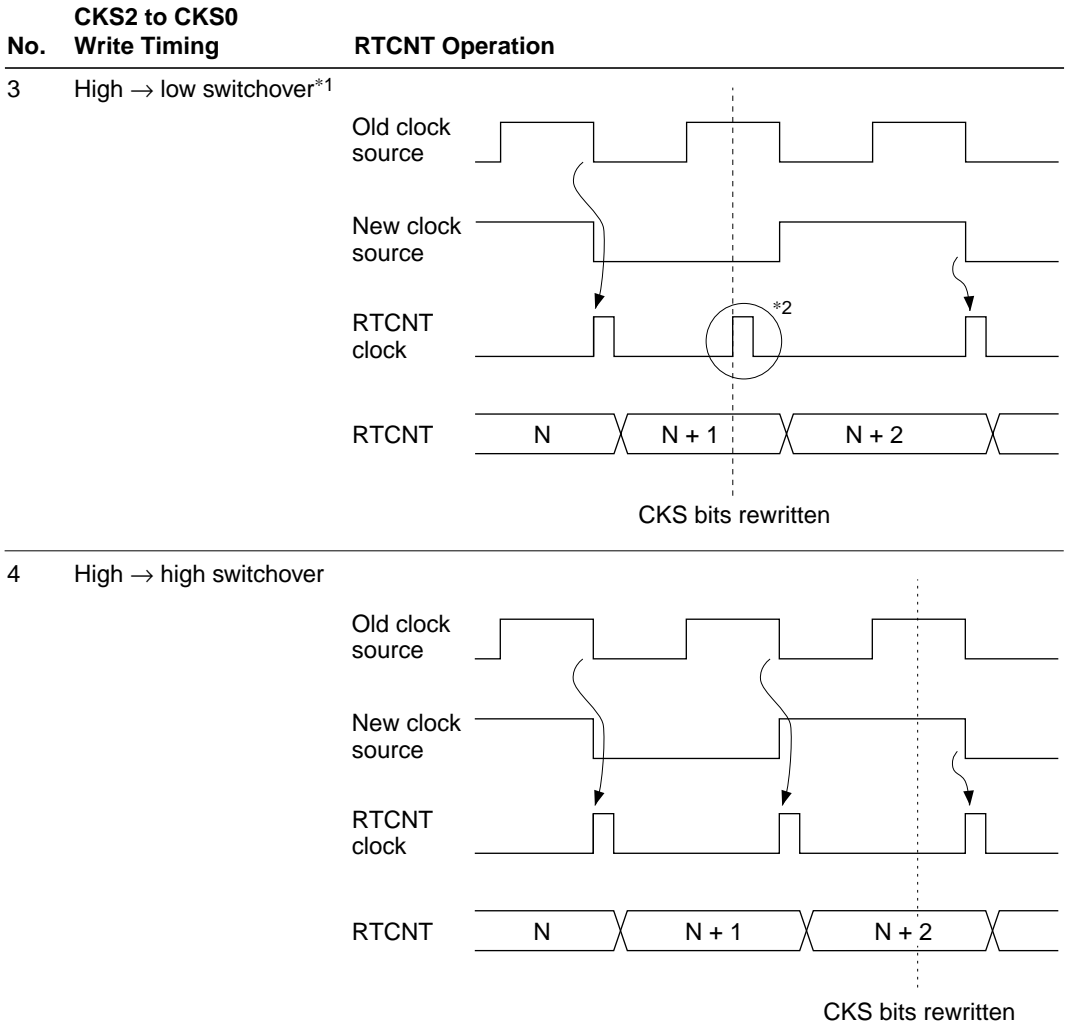 CKS2 to CKS0
No. Write Timing RTCNT Operation
3 High → low switchover*1
Old clock
source
New clock
source
RTCNT
clock
*2
RTCNT N N + 1 N + 2
CKS bits rewritten
4 High → high switchover
Old clock
source
New clock
source
RTCNT
clock
RTCNT N N + 1 N + 2
CKS bits rewritten